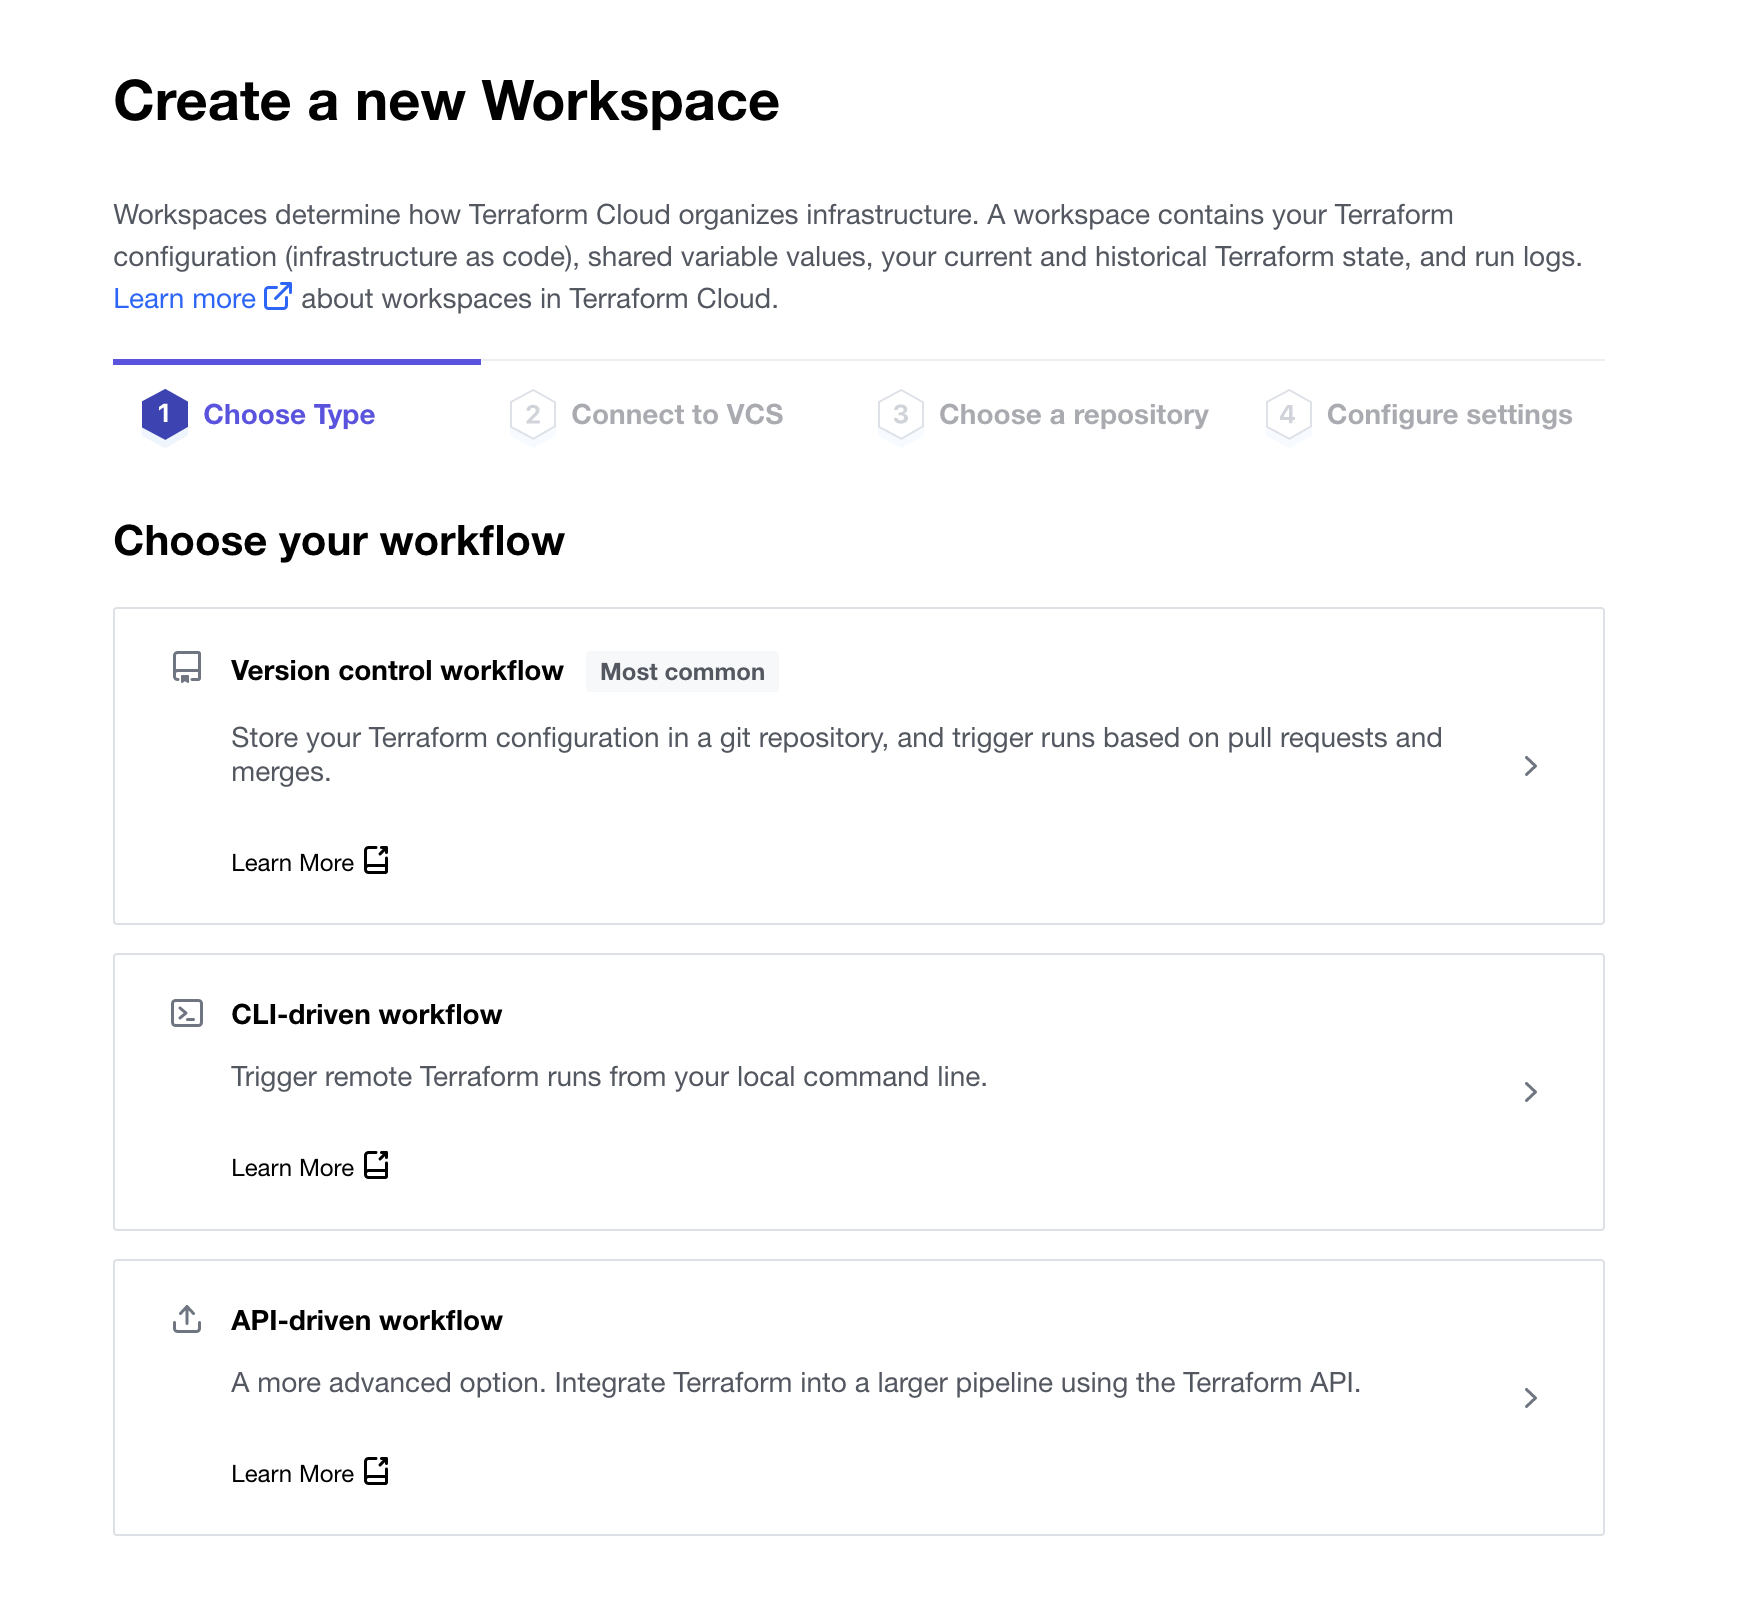 Create a new Workspace
Workspaces determine how Terraform Cloud organizes infrastructure. A workspace contains your Terraform
configuration (infrastructure as code), shared variable values, your current and historical Terraform state, and run logs.
Learn more about workspaces in Terraform Cloud.
1 Choose Type
2 Connect to VCS
3 Choose a repository
4 Configure settings
Choose your workflow
Version control workflow Most common
Store your Terraform configuration in a git repository, and trigger runs based on pull requests and
merges.
Learn More
CLI-driven workflow
Trigger remote Terraform runs from your local command line.
Learn More
API-driven workflow
A more advanced option. Integrate Terraform into a larger pipeline using the Terraform API.
Learn More